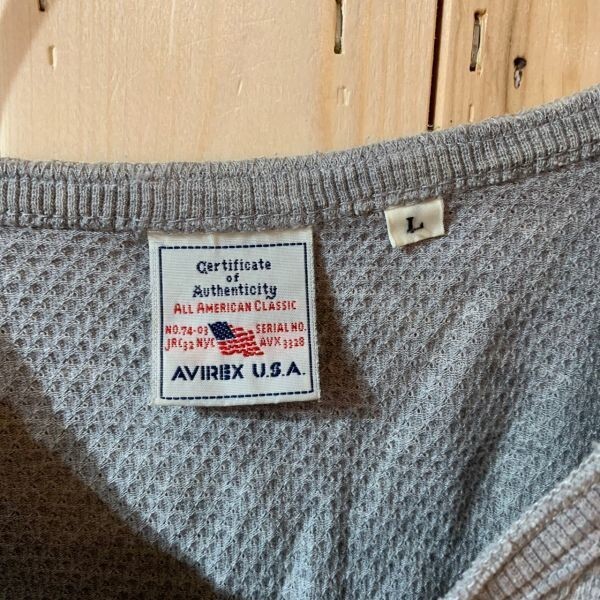 Certificate
of
Authenticity
ALL AMERICAN CLASSIC
NO.74-03 SERIAL NO.
JRC32 NYC AVX 3328
AVIREX U.S.A.
L